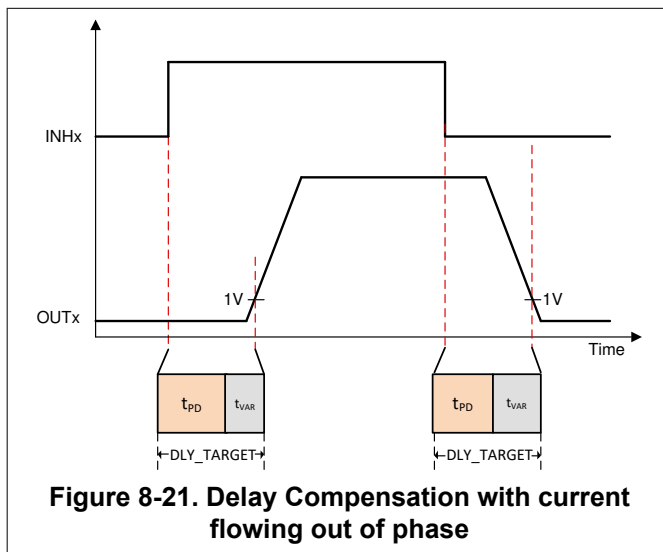 INHx
1V
1V
OUTx
Time
tPD
tVAR
tPD
tVAR
DLY_TARGET
DLY_TARGET
Figure 8-21. Delay Compensation with current
flowing out of phase